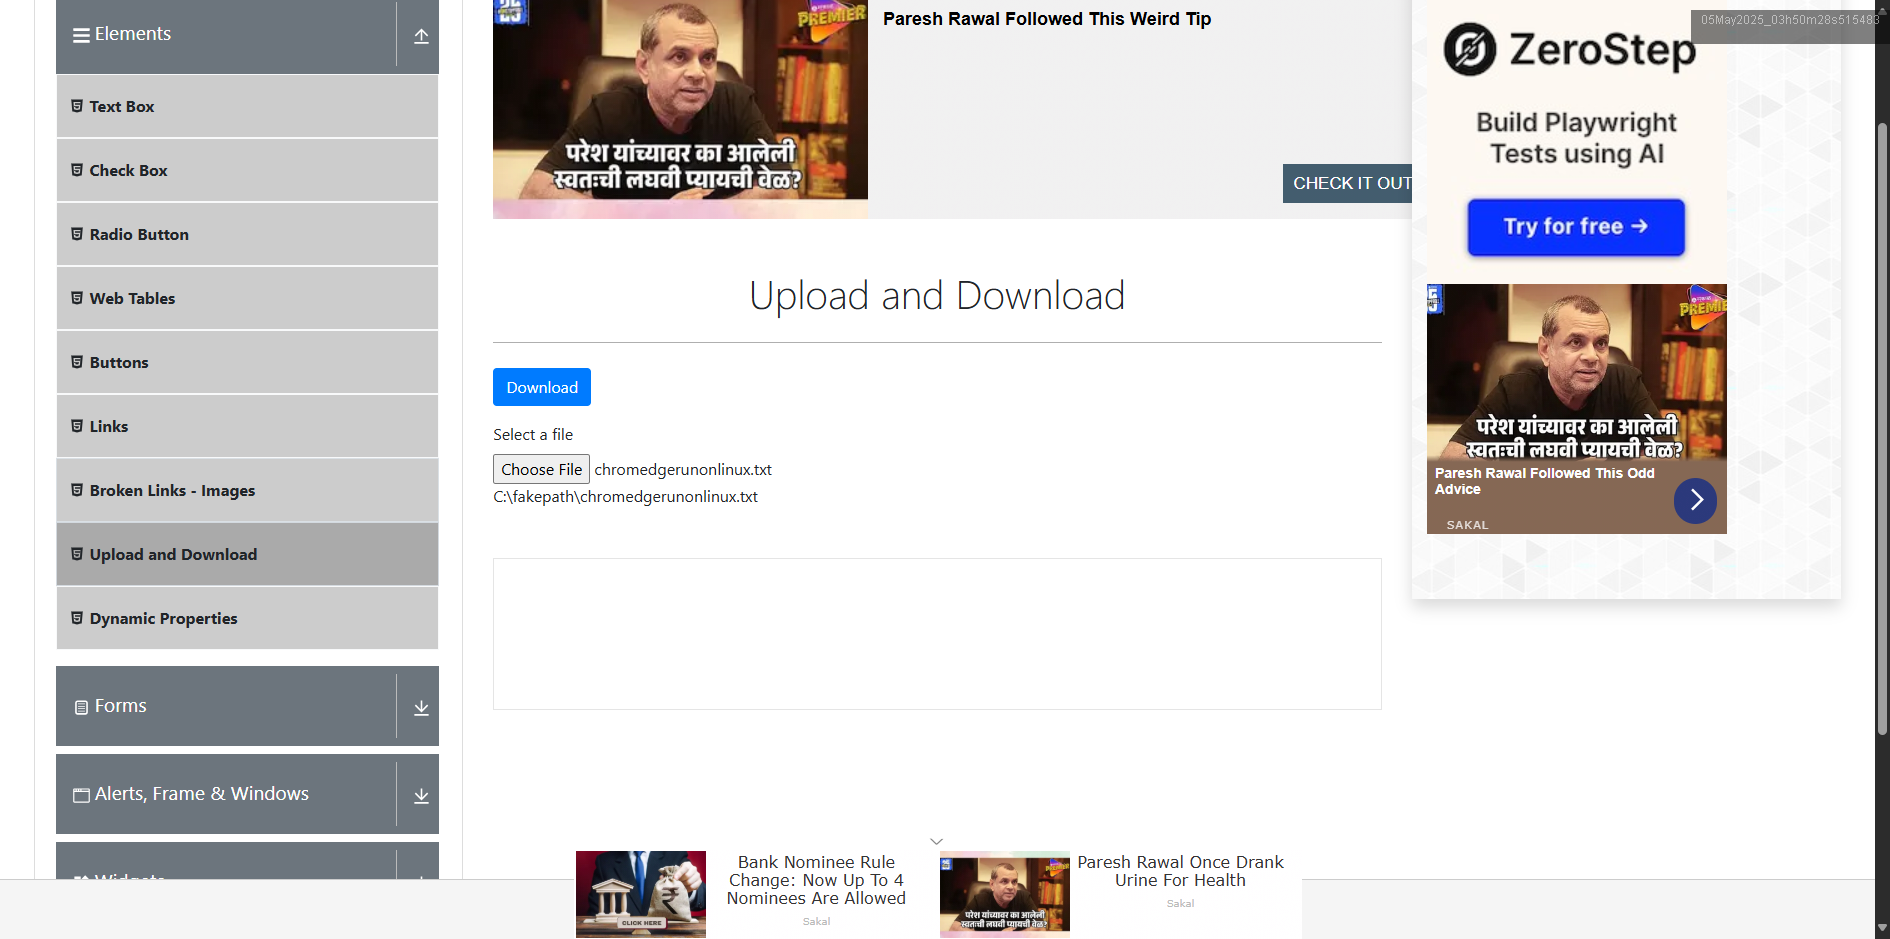 05May2025_03h50m28s515483
Elements
Text Box
Check Box
Radio Button
Web Tables
Buttons
Links
Broken Links - Images
Upload and Download
Dynamic Properties
Forms
Alerts, Frame & Windows
Widgets
PREMIER
परेश यांच्यावर का आलेली
स्वतःची लघवी प्यायची वेळ?
Paresh Rawal Followed This Weird Tip
CHECK IT OUT
Upload and Download
Download
Select a file
Choose File chromedgerunonlinux.txt
C:\fakepath\chromedgerunonlinux.txt
ZeroStep
Build Playwright
Tests using AI
Try for free →
PREMIE
परेश यांच्यावर का आलेली
स्वतःची लघवी प्यायची वेळ?
Paresh Rawal Followed This Odd
Advice
SAKAL
CLICK HERE
Bank Nominee Rule
Change: Now Up To 4
Nominees Are Allowed
Sakal
परेश यांच्यावर का आलेली
स्वतःची लघवी प्यायची वेळ?
Paresh Rawal Once Drank
Urine For Health
Sakal